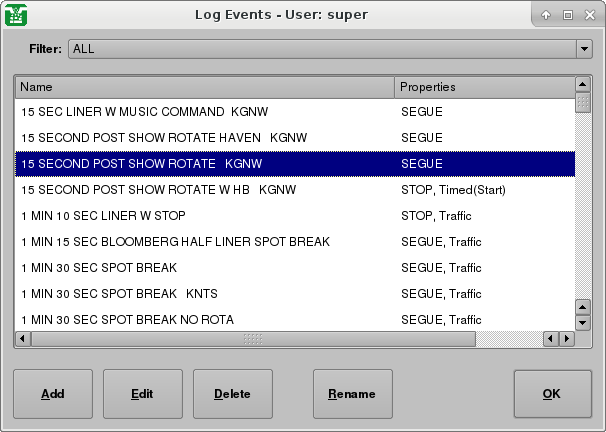 Log Events - User: super
Filter: ALL
Name Properties
15 SEC LINER W MUSIC COMMAND  KGNW SEGUE
15 SECOND POST SHOW ROTATE HAVEN   KGNW SEGUE
15 SECOND POST SHOW ROTATE   KGNW SEGUE
15 SECOND POST SHOW ROTATE W HB   KGNW STOP, Timed(Start)
1 MIN 10 SEC LINER W STOP STOP, Traffic
1 MIN 15 SEC BLOOMBERG HALF LINER SPOT BREAK SEGUE, Traffic
1 MIN 30 SEC SPOT BREAK SEGUE, Traffic
1 MIN 30 SEC SPOT BREAK   KNTS SEGUE, Traffic
1 MIN 30 SEC SPOT BREAK NO ROTA SEGUE, Traffic
Add Edit Delete Rename OK